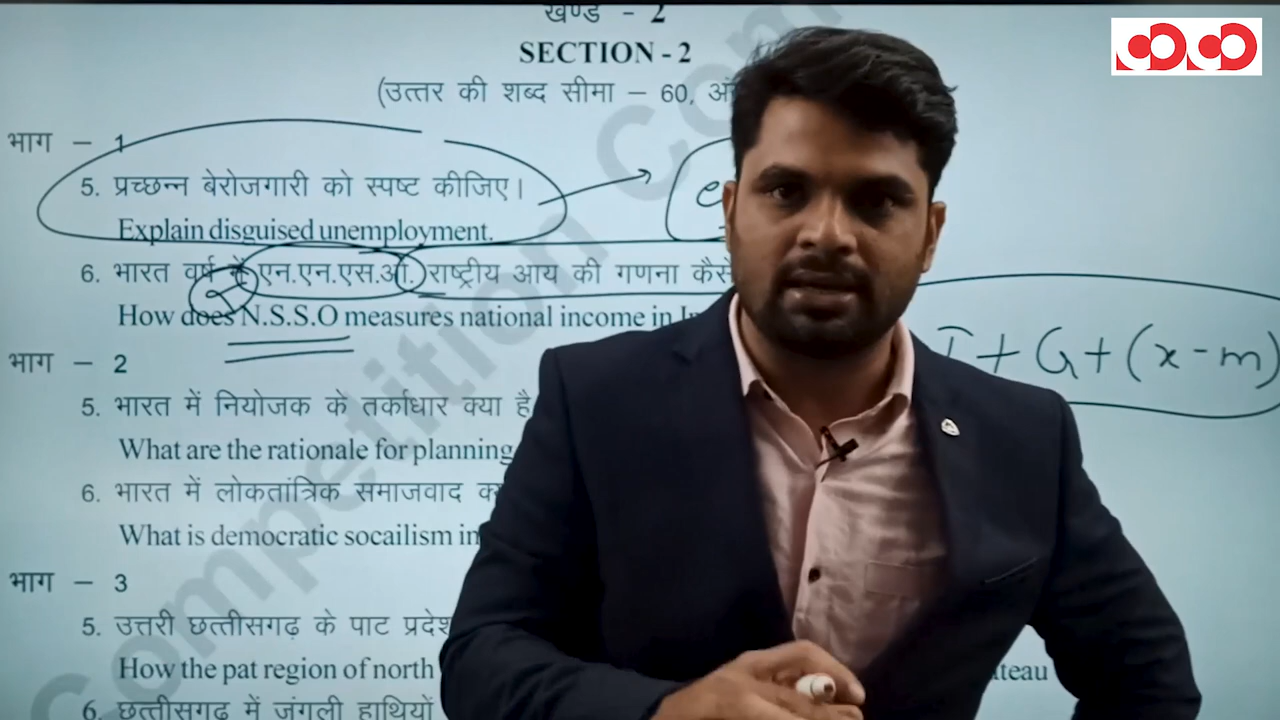 खण्ड - 2
SECTION - 2
(उत्तर की शब्द सीमा – 60,
भाग – 1
5. प्रच्छन्न बेरोजगारी को स्पष्ट कीजिए।
Explain disguised unemployment.
6. भारत वर्ष में एन.एन.एस.ओ. राष्ट्रीय आय की गणना कैसे
How does N.S.S.O measures national income in
I + G + (x - m)
भाग – 2
5. भारत में नियोजक के तर्काधार क्या है
What are the rationale for planning
6. भारत में लोकतांत्रिक समाजवाद
What is democratic socailism in
भाग – 3
5. उत्तरी छत्तीसगढ़ के पाट प्रदेश
How the pat region of north
6. छत्तीसगढ़ में जंगली हाथियों
Competition Com